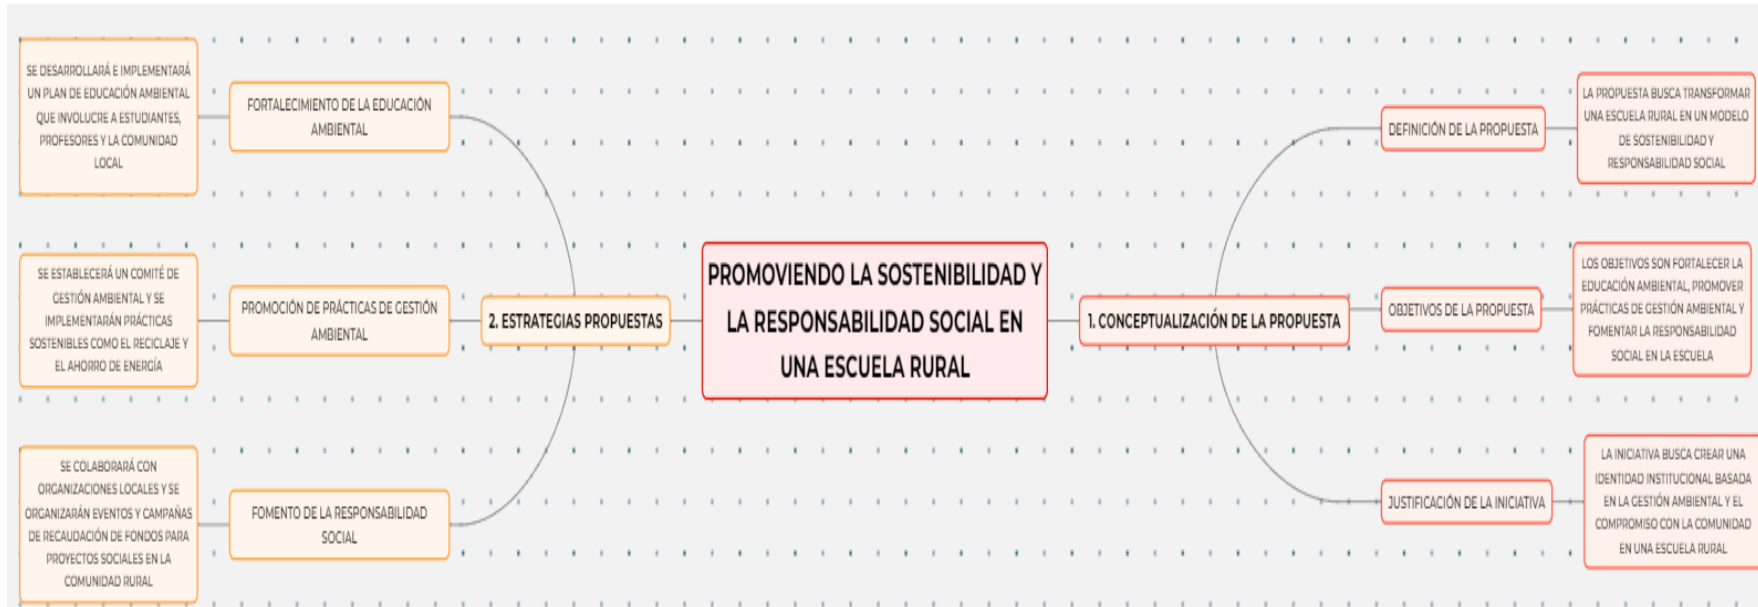 PROMOVIENDO LA SOSTENIBILIDAD Y
LA RESPONSABILIDAD SOCIAL EN
UNA ESCUELA RURAL
1. CONCEPTUALIZACIÓN DE LA PROPUESTA
DEFINICIÓN DE LA PROPUESTA
LA PROPUESTA BUSCA TRANSFORMAR
UNA ESCUELA RURAL EN UN MODELO
DE SOSTENIBILIDAD Y
RESPONSABILIDAD SOCIAL
OBJETIVOS DE LA PROPUESTA
LOS OBJETIVOS SON FORTALECER LA
EDUCACIÓN AMBIENTAL, PROMOVER
PRÁCTICAS DE GESTIÓN AMBIENTAL Y
FOMENTAR LA RESPONSABILIDAD
SOCIAL EN LA ESCUELA
JUSTIFICACIÓN DE LA INICIATIVA
LA INICIATIVA BUSCA CREAR UNA
IDENTIDAD INSTITUCIONAL BASADA
EN LA GESTIÓN AMBIENTAL Y EL
COMPROMISO CON LA COMUNIDAD
EN UNA ESCUELA RURAL
2. ESTRATEGIAS PROPUESTAS
FORTALECIMIENTO DE LA EDUCACIÓN
AMBIENTAL
SE DESARROLLARÁ E IMPLEMENTARÁ
UN PLAN DE EDUCACIÓN AMBIENTAL
QUE INVOLUCRE A ESTUDIANTES,
PROFESORES Y LA COMUNIDAD
LOCAL
PROMOCIÓN DE PRÁCTICAS DE GESTIÓN
AMBIENTAL
SE ESTABLECERÁ UN COMITÉ DE
GESTIÓN AMBIENTAL Y SE
IMPLEMENTARÁN PRÁCTICAS
SOSTENIBLES COMO EL RECICLAJE Y
EL AHORRO DE ENERGÍA
FOMENTO DE LA RESPONSABILIDAD
SOCIAL
SE COLABORARÁ CON
ORGANIZACIONES LOCALES Y SE
ORGANIZARÁN EVENTOS Y CAMPAÑAS
DE RECAUDACIÓN DE FONDOS PARA
PROYECTOS SOCIALES EN LA
COMUNIDAD RURAL